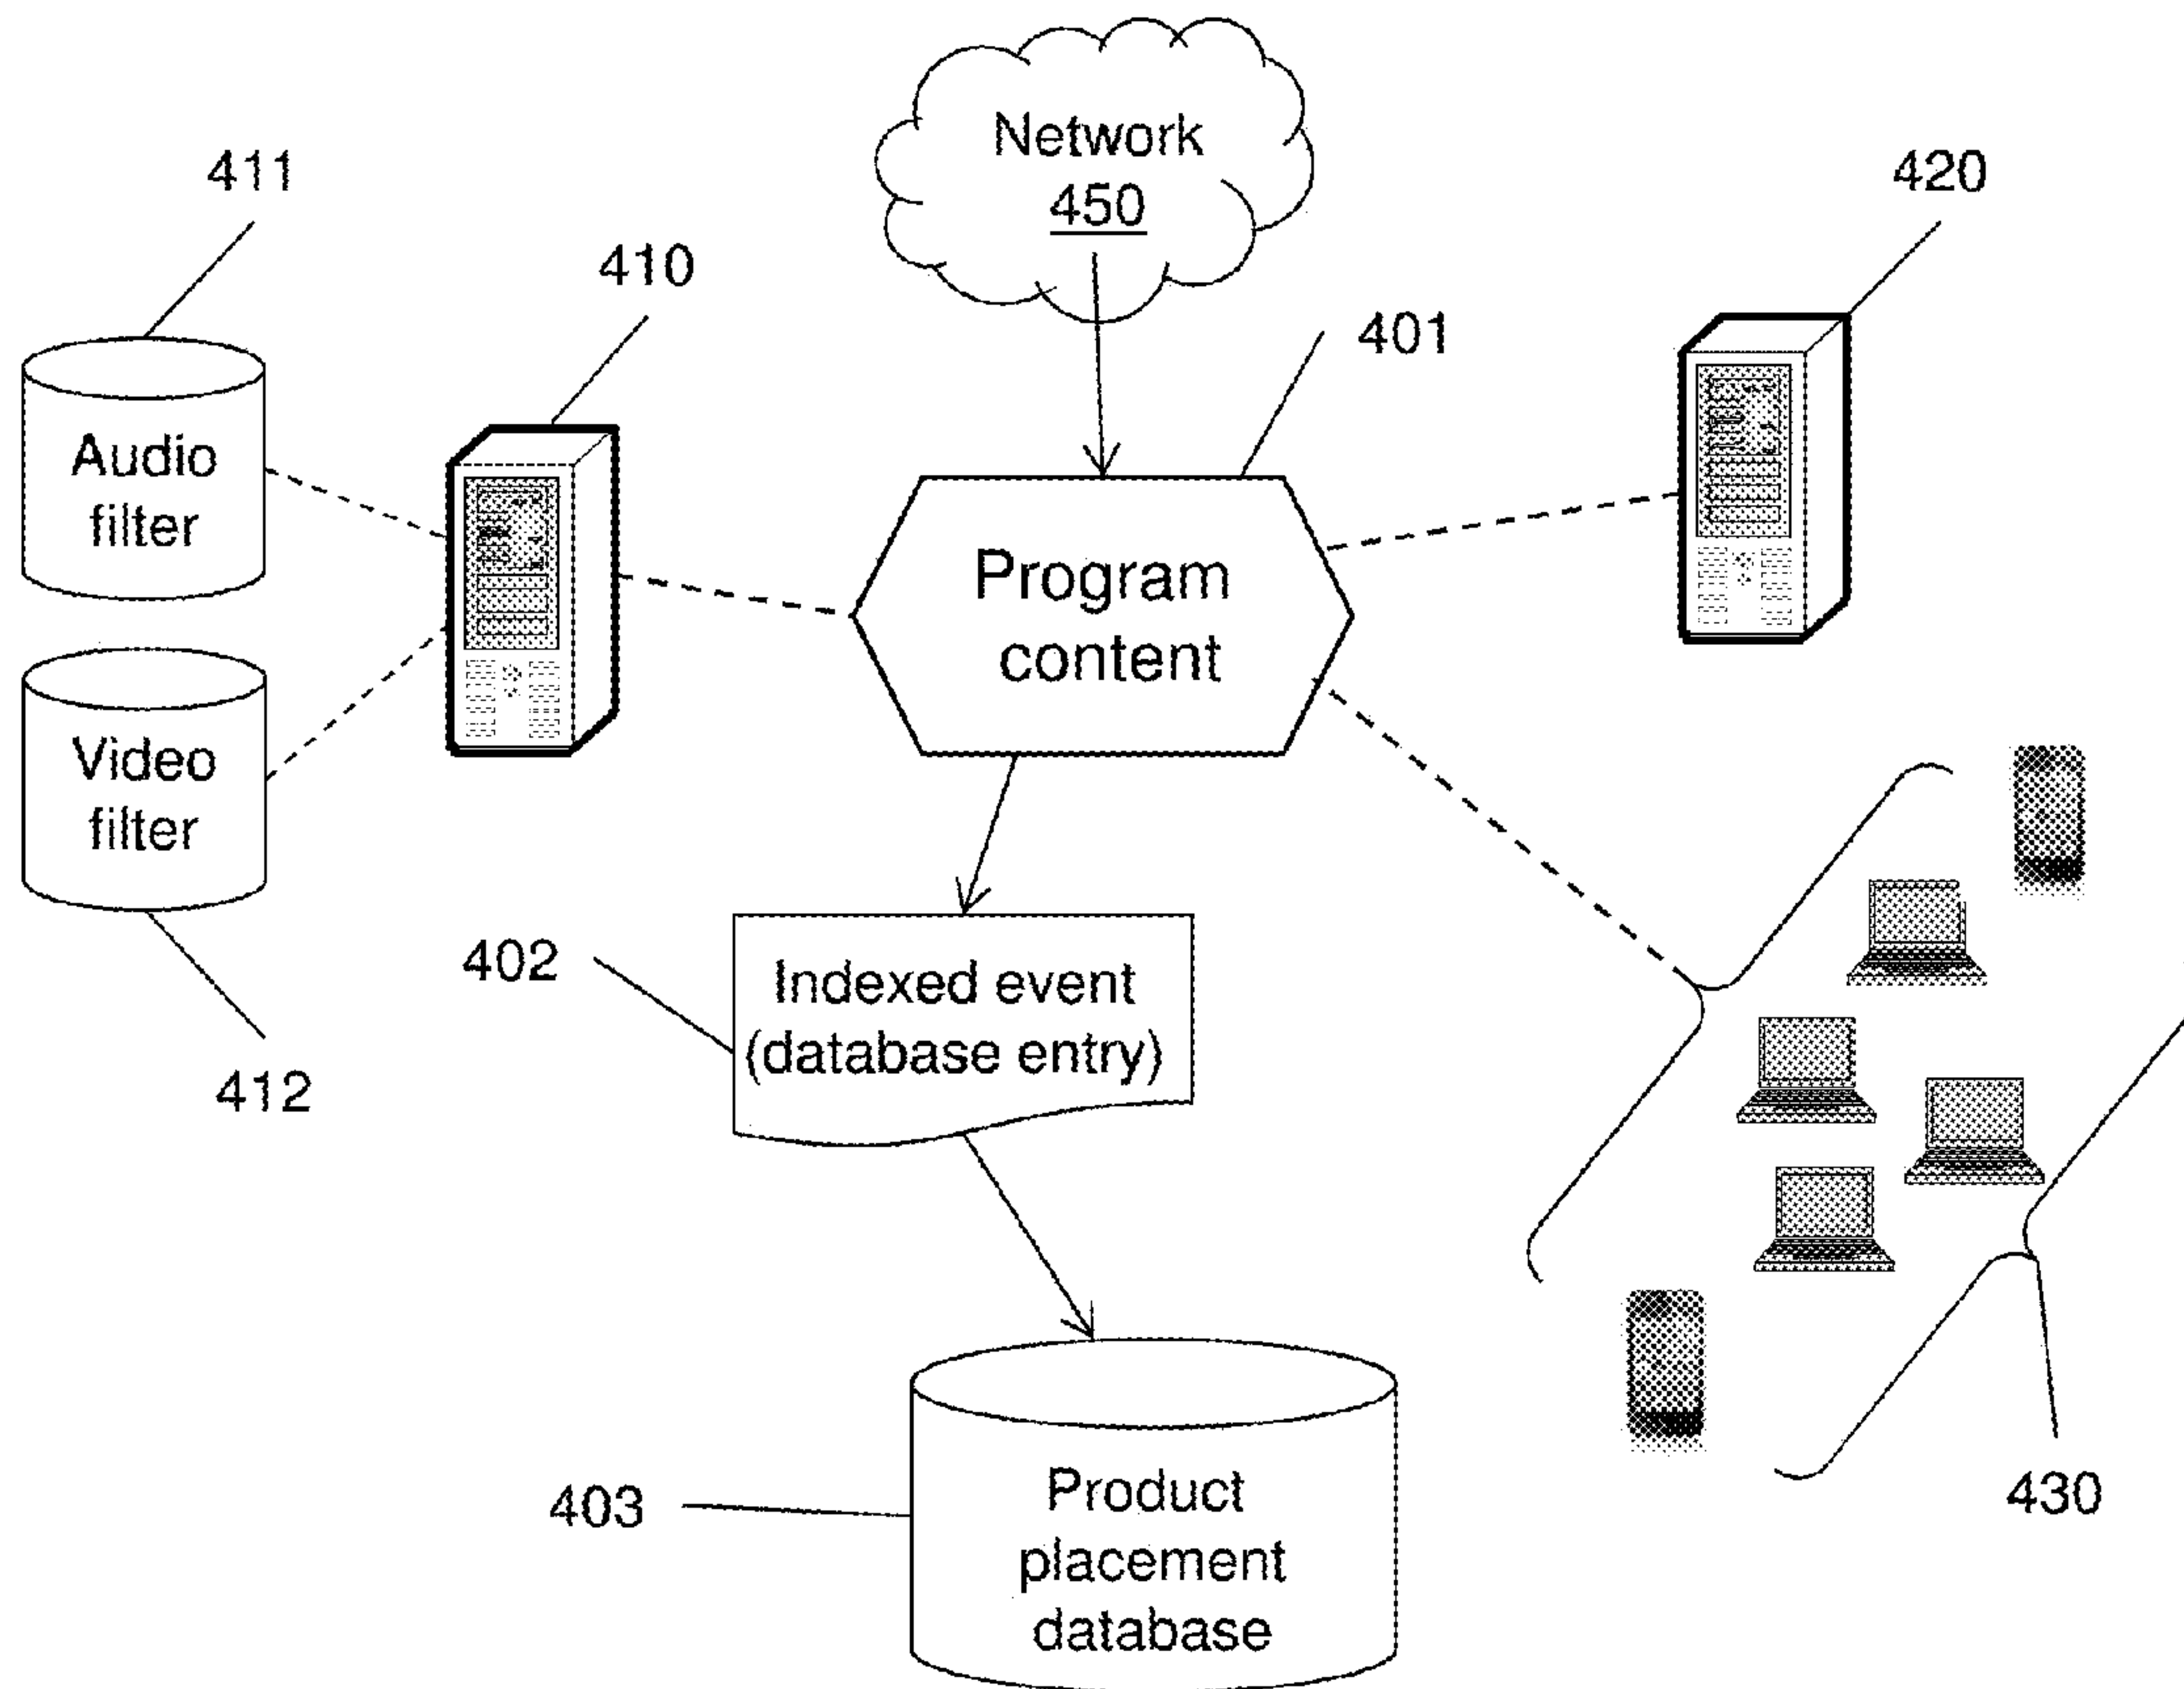 Network
450
411
420
410
401
Audio
filter
Program
content
Video
filter
402
Indexed event
(database entry)
412
403
Product
placement
database
430